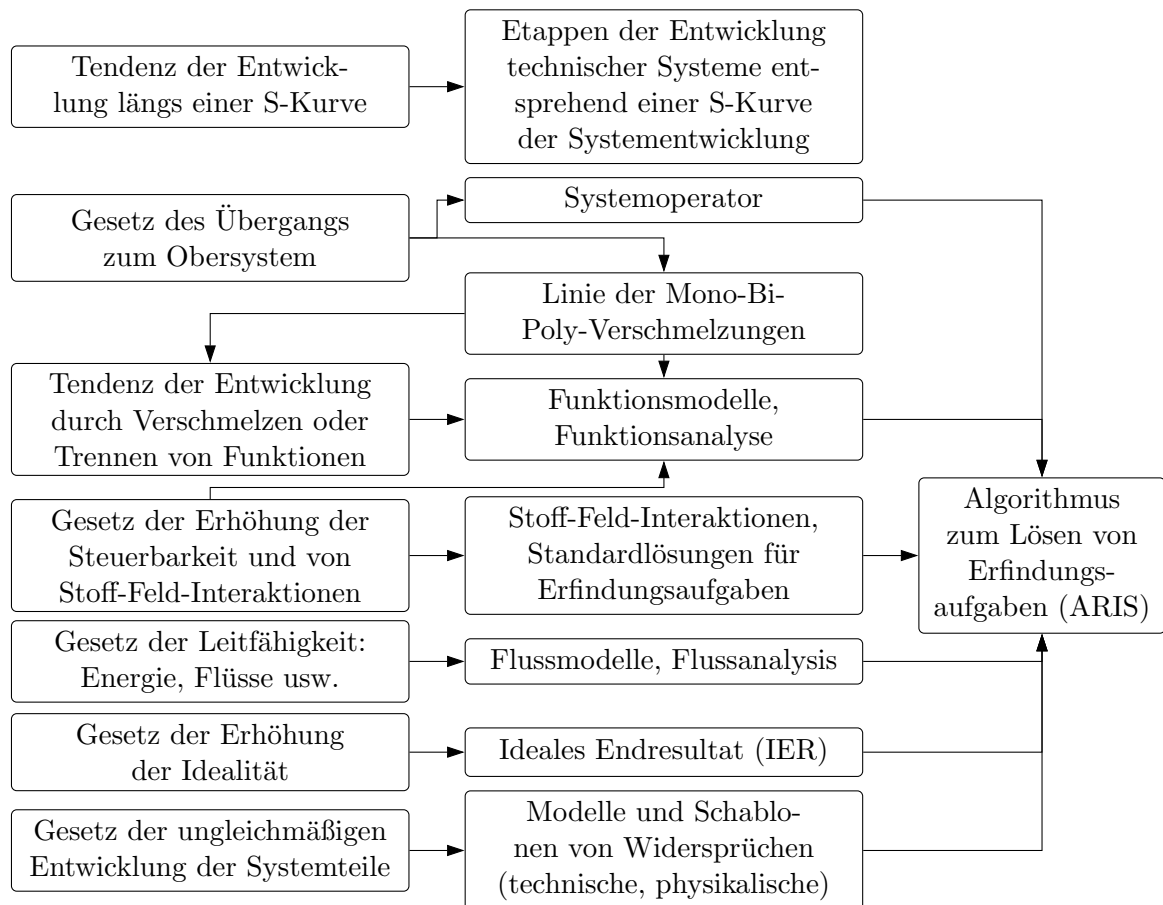 Tendenz der Entwick-
lung längs einer S-Kurve
Etappen der Entwicklung
technischer Systeme ent-
sprehend einer S-Kurve
der Systementwicklung
Gesetz des Übergangs
zum Obersystem
Systemoperator
Linie der Mono-Bi-
Poly-Verschmelzungen
Tendenz der Entwicklung
durch Verschmelzen oder
Trennen von Funktionen
Funktionsmodelle,
Funktionsanalyse
Gesetz der Erhöhung der
Steuerbarkeit und von
Stoff-Feld-Interaktionen
Stoff-Feld-Interaktionen,
Standardlösungen für
Erfindungsaufgaben
Algorithmus
zum Lösen von
Erfindungs-
aufgaben (ARIS)
Gesetz der Leitfähigkeit:
Energie, Flüsse usw.
Flussmodelle, Flussanalysis
Gesetz der Erhöhung
der Idealität
Ideales Endresultat (IER)
Gesetz der ungleichmäßigen
Entwicklung der Systemteile
Modelle und Schablo-
nen von Widersprüchen
(technische, physikalische)